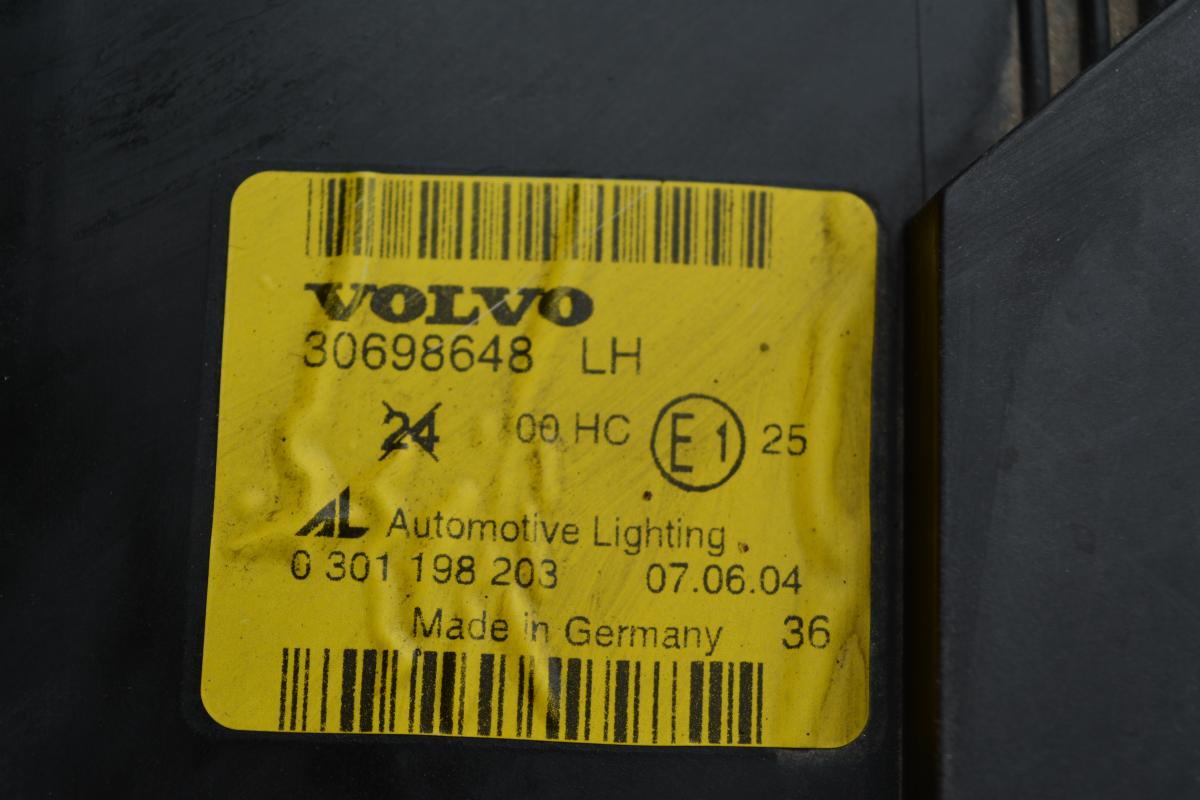 VOLVO
30698648 LH
24 00 HC E1 25
AL Automotive Lighting
0 301 198 203 07.06.04
Made in Germany 36